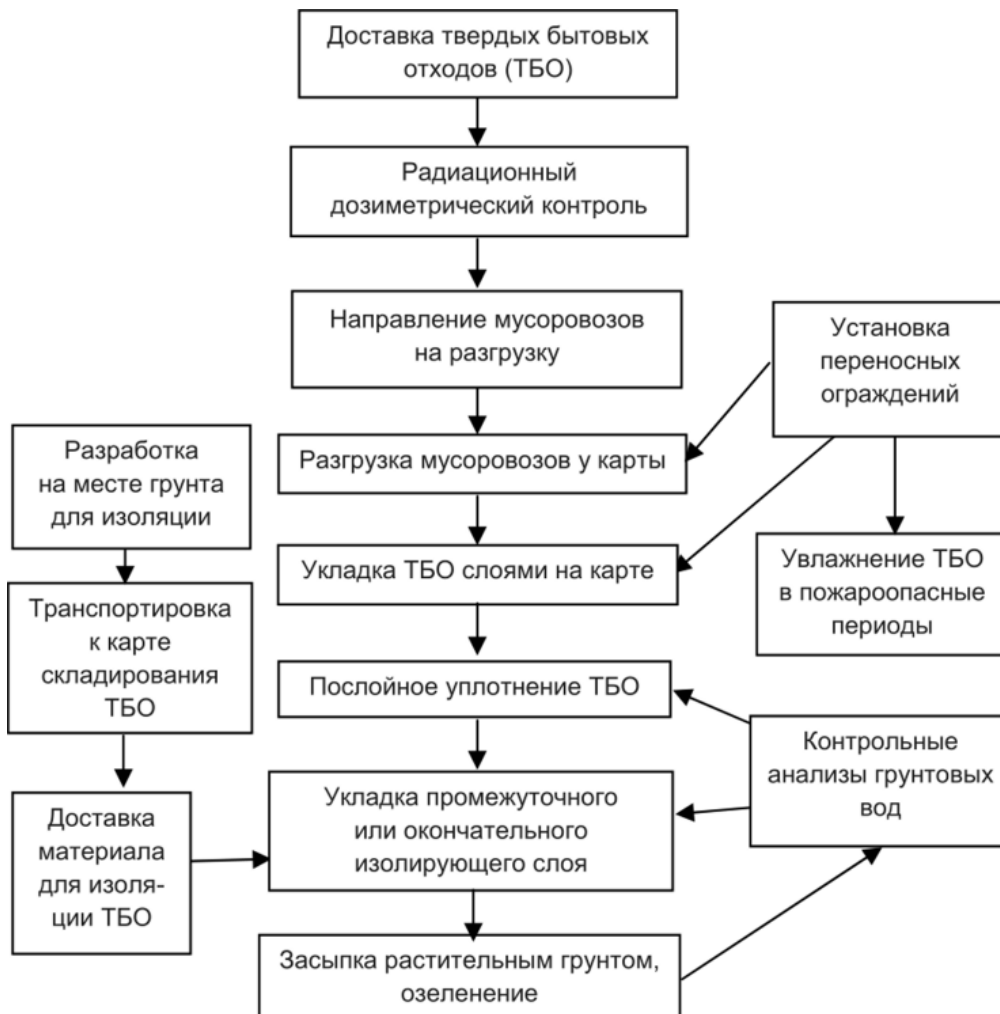 Доставка твердых бытовых
отходов (ТБО)
Радиационный
дозиметрический контроль
Направление мусоровозов
на разгрузку
Установка
переносных
ограждений
Разработка
на месте грунта
для изоляции
Разгрузка мусоровозов у карты
Укладка ТБО слоями на карте
Увлажнение ТБО
в пожароопасные
периоды
Транспортировка
к карте
складирования
ТБО
Послойное уплотнение ТБО
Контрольные
анализы грунтовых
вод
Доставка
материала
для изоля-
ции ТБО
Укладка промежуточного
или окончательного
изолирующего слоя
Засыпка растительным грунтом,
озеленение